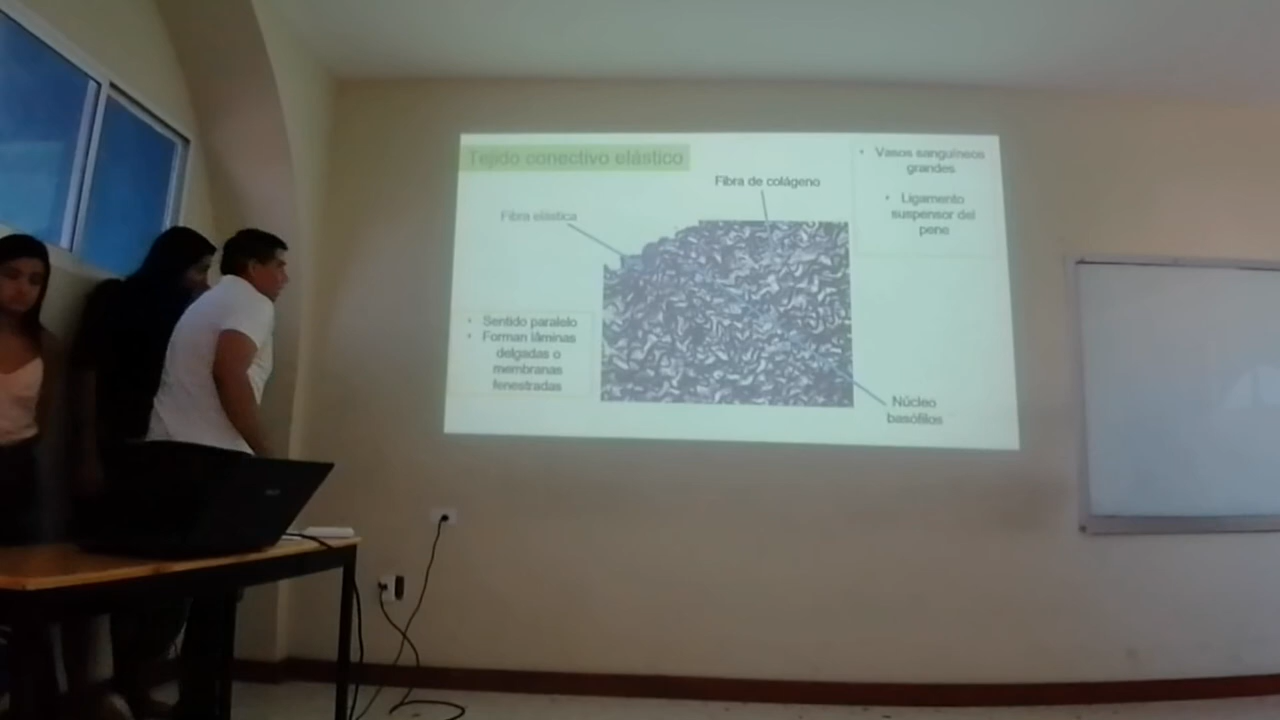 Tejido conectivo elástico
Fibra de colágeno
Fibra elástica
• Vasos sanguíneos
grandes
• Ligamento
suspensor del
pene
• Sentido paralelo
• Forman láminas
delgadas o
membranas
fenestradas
Núcleo
basófilos